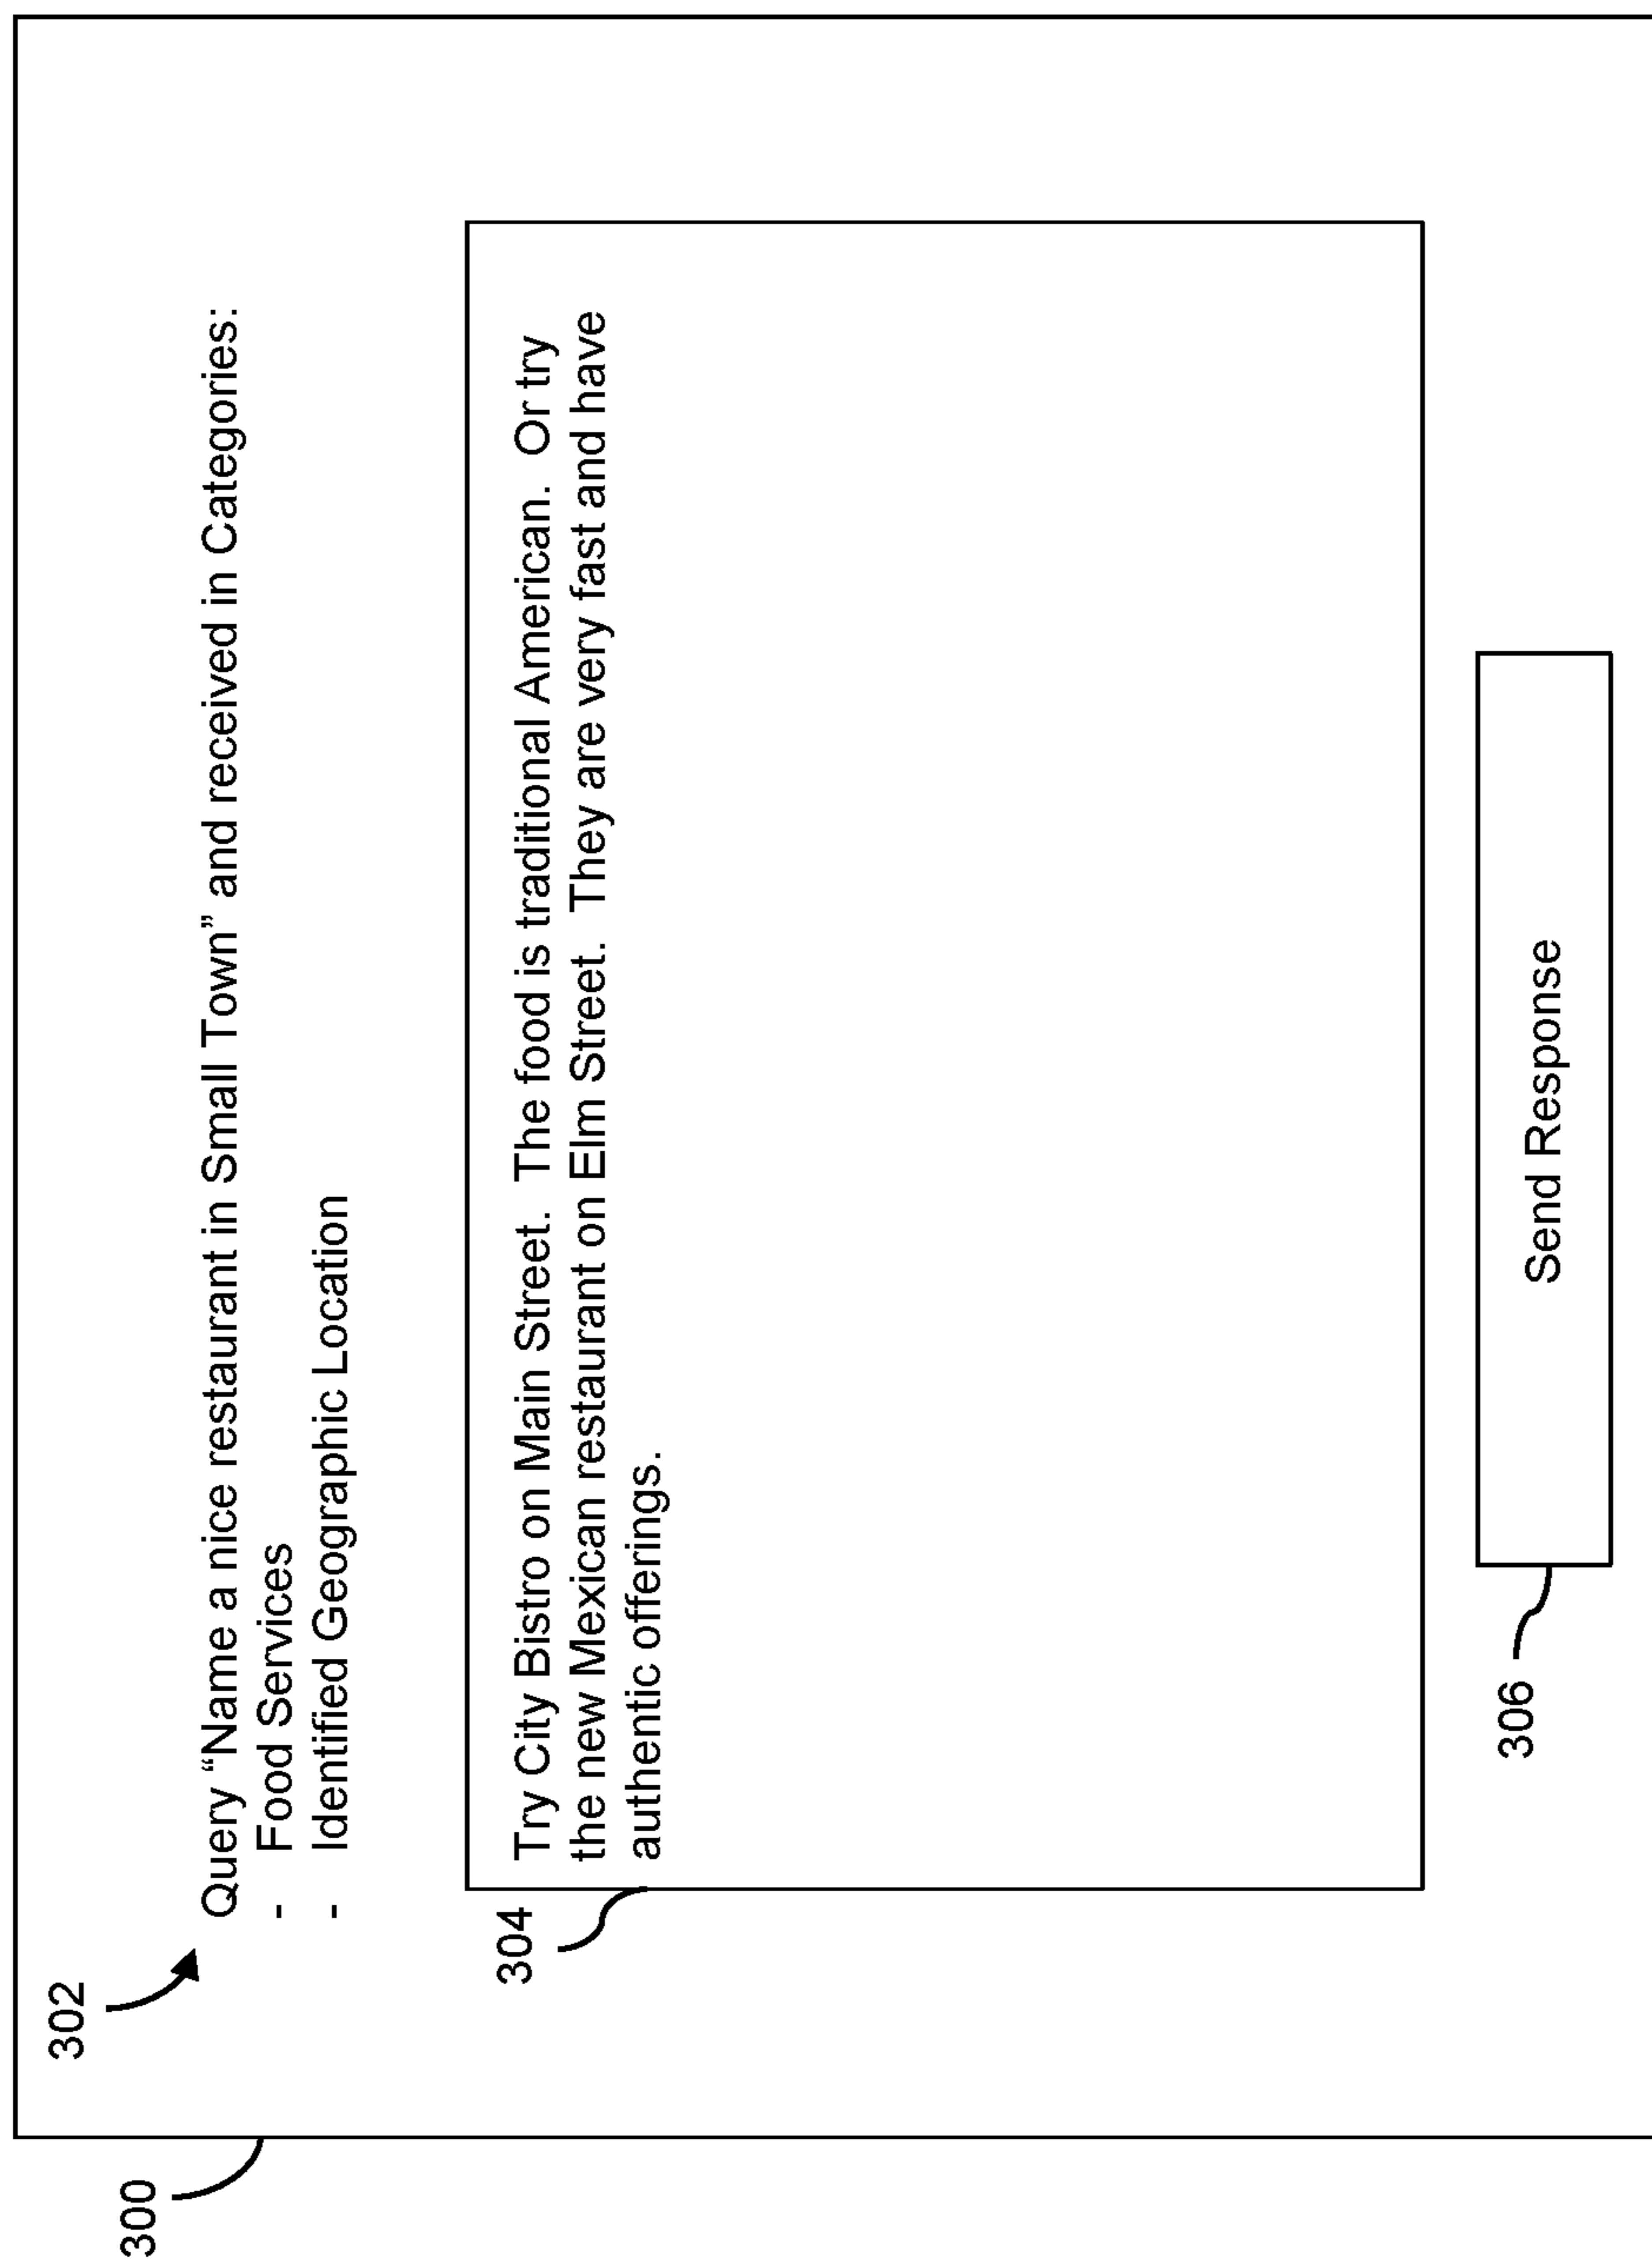 302
Query “Name a nice restaurant in Small Town” and received in Categories:
- Food Services
- Identified Geographic Location
300
304
Try City Bistro on Main Street. The food is traditional American. Or try
the new Mexican restaurant on Elm Street. They are very fast and have
authentic offerings.
306
Send Response